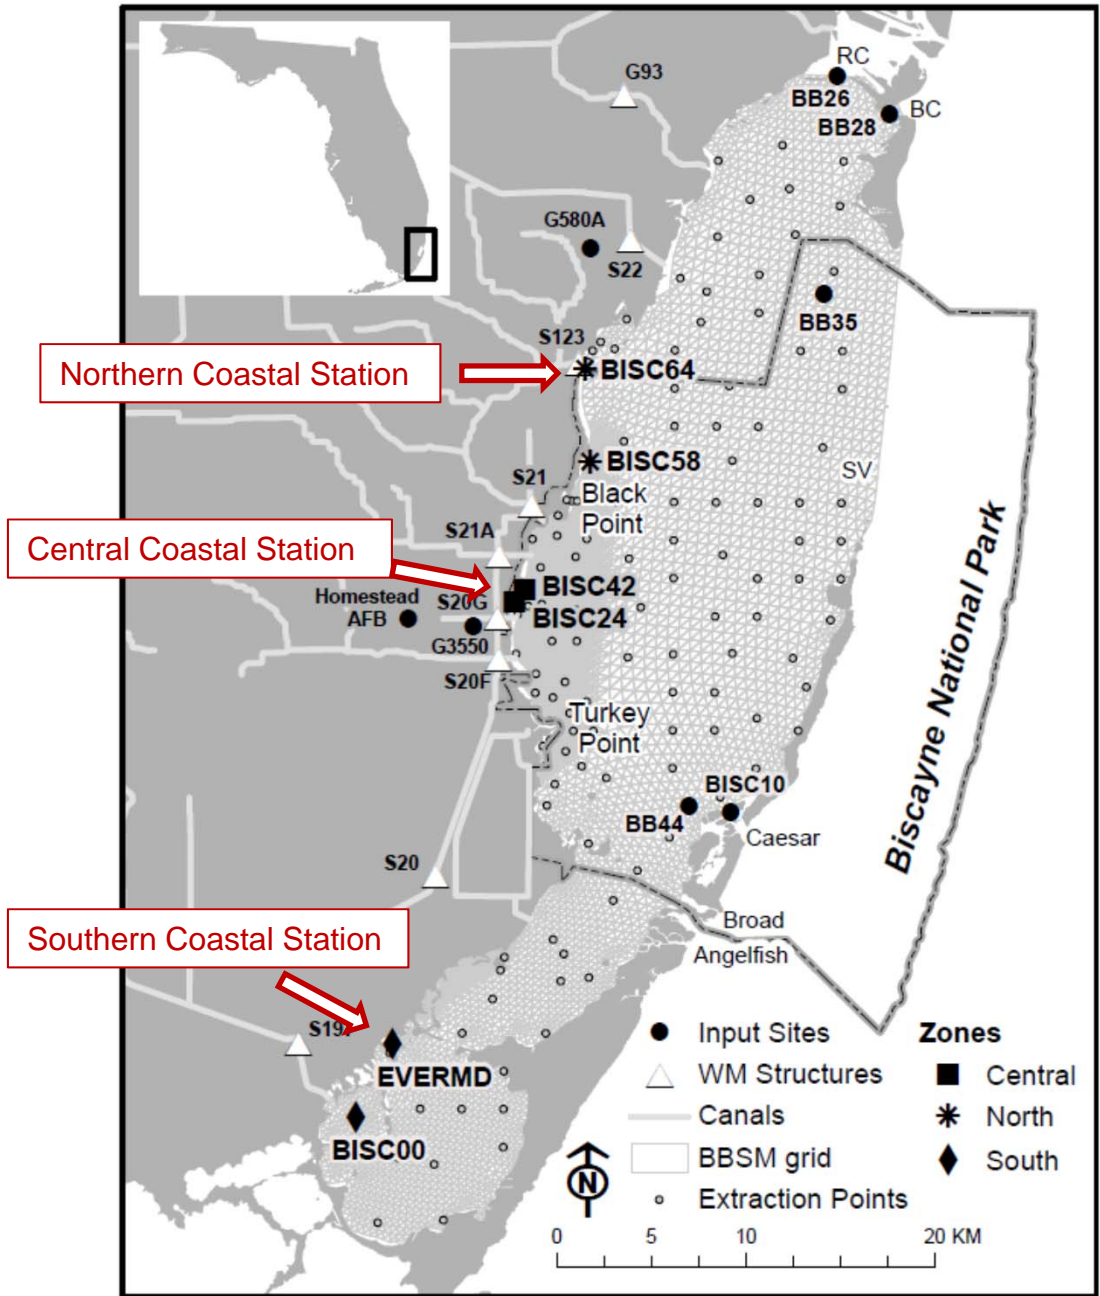 RC
G93
BB26
BC
BB28
G580A
S22
BB35
S123
Northern Coastal Station
BISC64
BISC58
SV
S21
Black
Point
S21A
Central Coastal Station
BISC42
Homestead
AFB
S20G
BISC24
G3550
S20F
Turkey
Point
Biscayne National Park
BISC10
BB44
Caesar
S20
Broad
Southern Coastal Station
Angelfish
S197
EVERMD
BISC00
Input Sites
WM Structures
Canals
BBSM grid
Extraction Points
Zones
Central
North
South
N
0 5 10 20 KM